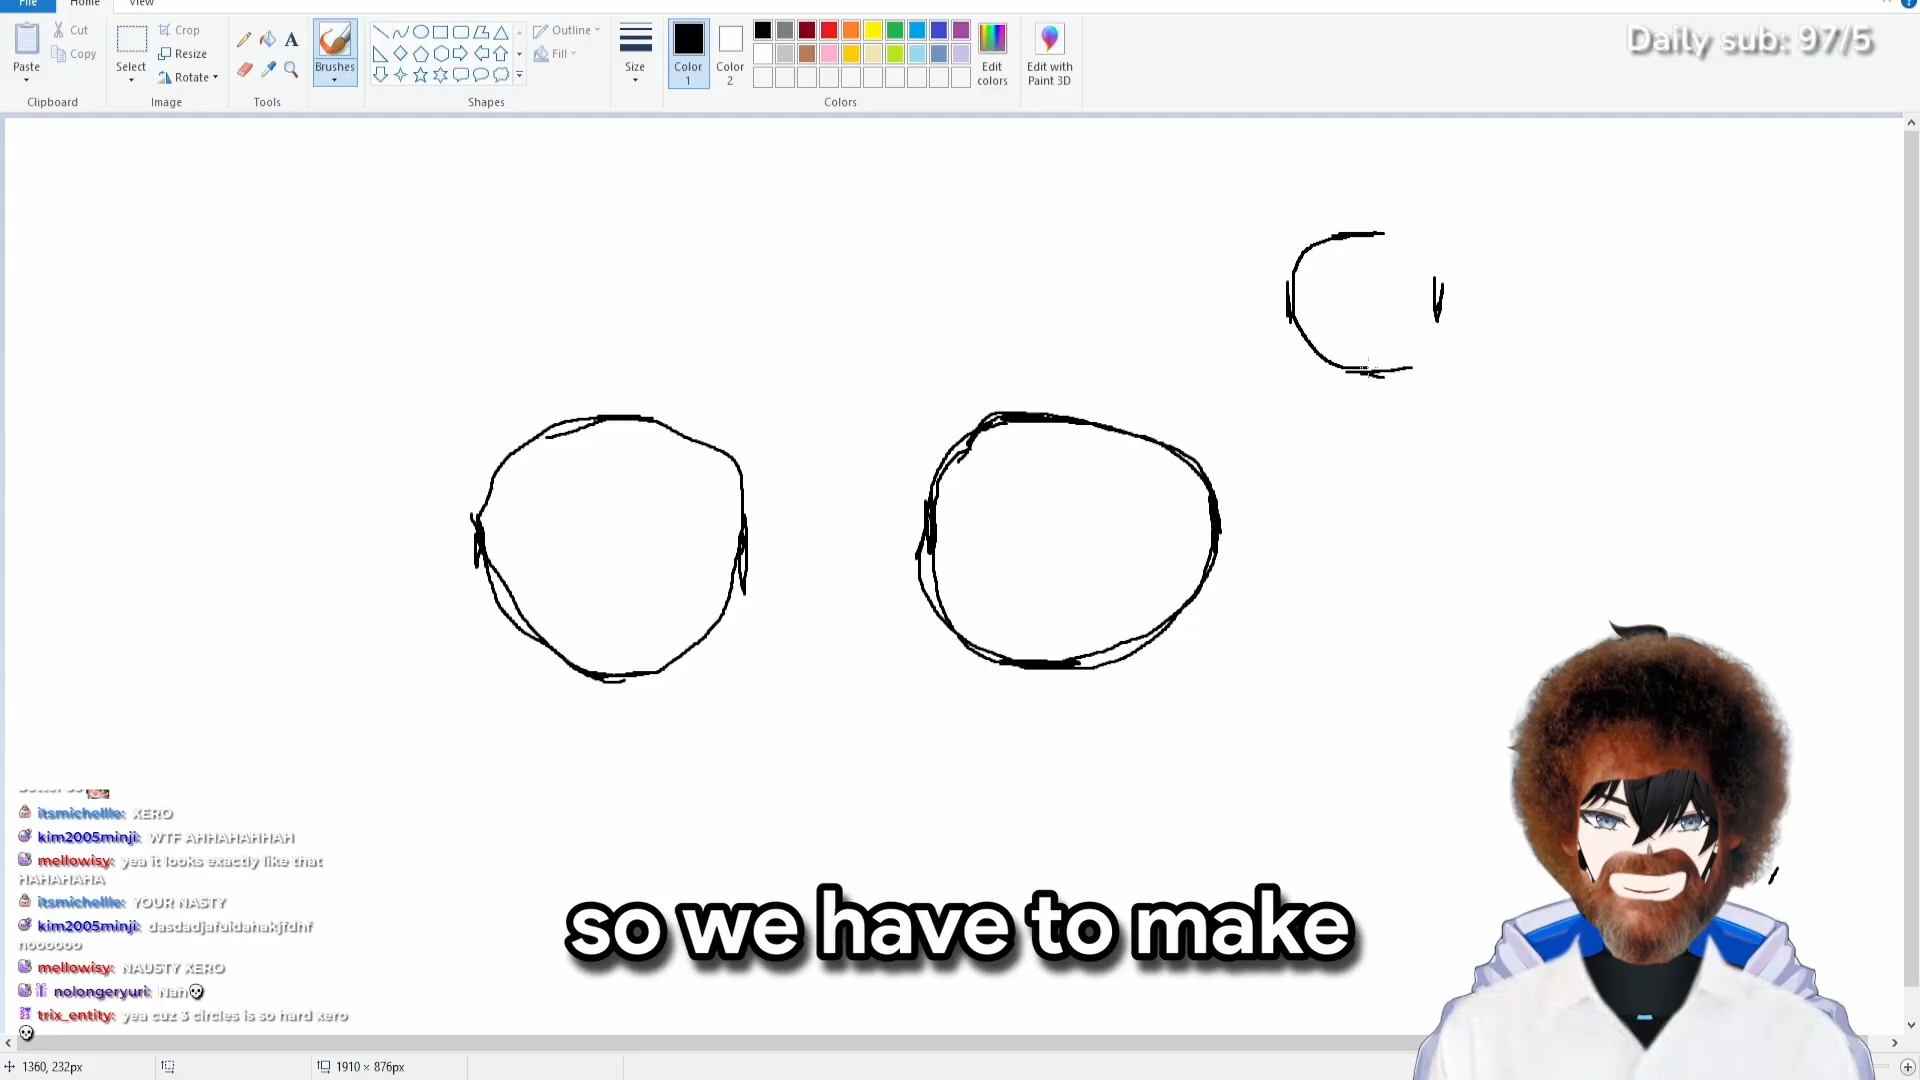 File
Home
View
Paste
Cut
Copy
Clipboard
Select
Crop
Resize
Rotate
Image
A
Tools
Brushes
Shapes
Outline
Fill
Size
Color
1
Color
2
Edit
colors
Colors
Edit with
Paint 3D
Daily sub: 97/5
itsmichellle: XERO
kim2005minji: WTF AHHAHAHHAH
mellowisy: yea it looks exactly like that
HAHAHAHA
itsmichellle: YOUR NASTY
kim2005minji: dasdadjafuldahakjfdhf
noooooo
mellowisy: NAUSTY XERO
nolongeryuri: Nah💀
trix_entity: yea cuz 3 circles is so hard xero
💀
so we have to make
1360, 232px
1910 × 876px